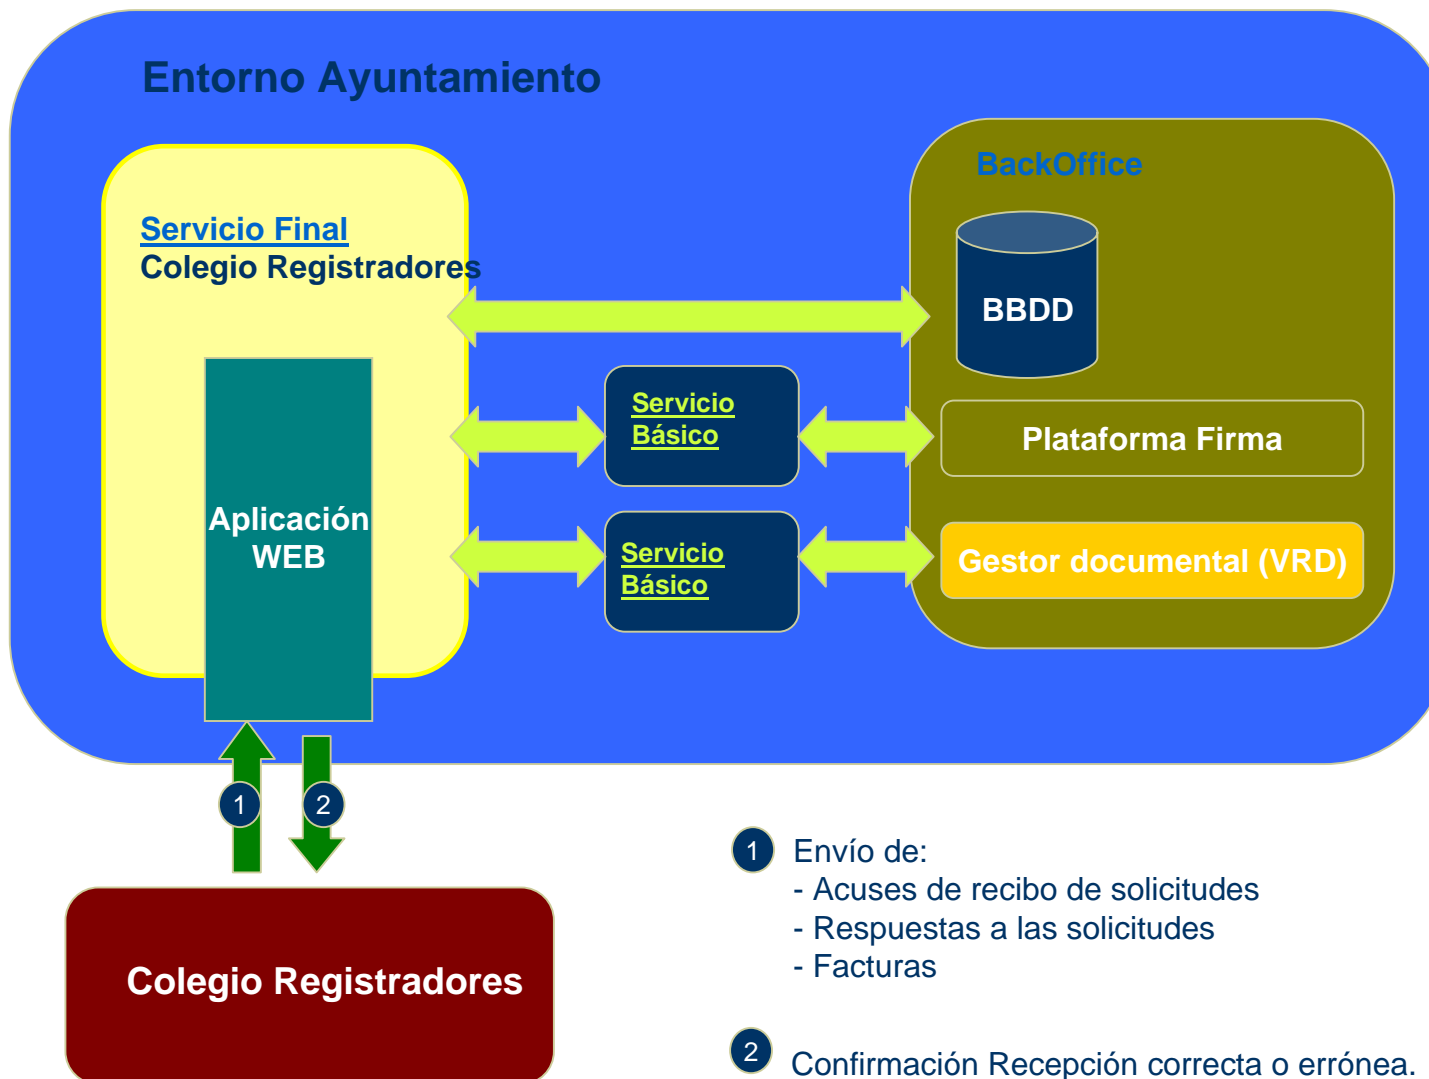 Entorno Ayuntamiento
BackOffice
Servicio Final
Colegio Registradores
BBDD
Servicio
Básico
Plataforma Firma
Aplicación
WEB
Servicio
Básico
Gestor documental (VRD)
1
2
1 Envío de:
- Acuses de recibo de solicitudes
- Respuestas a las solicitudes
- Facturas
Colegio Registradores
2 Confirmación Recepción correcta o errónea.